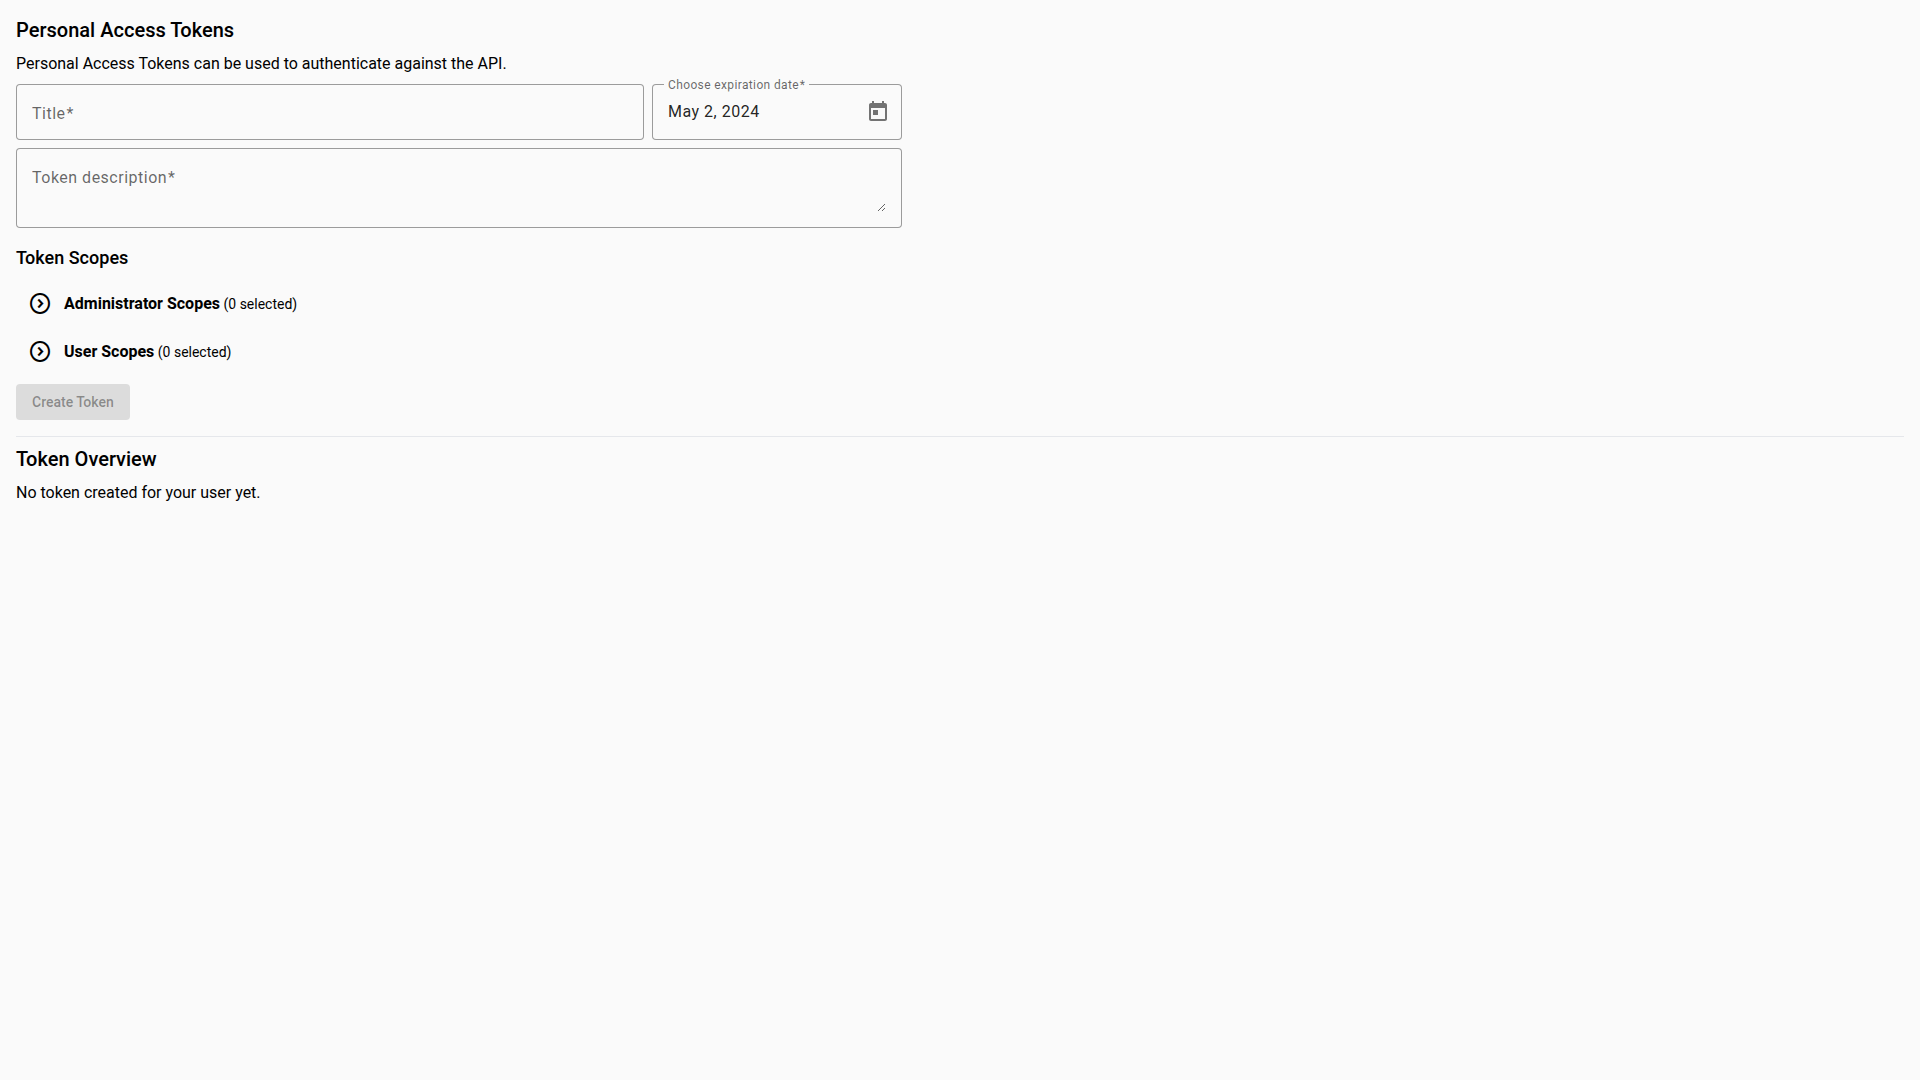 Personal Access Tokens
Personal Access Tokens can be used to authenticate against the API.
Title*
Choose expiration date*
May 2, 2024
Token description*
Token Scopes
Administrator Scopes (0 selected)
User Scopes (0 selected)
Create Token
Token Overview
No token created for your user yet.